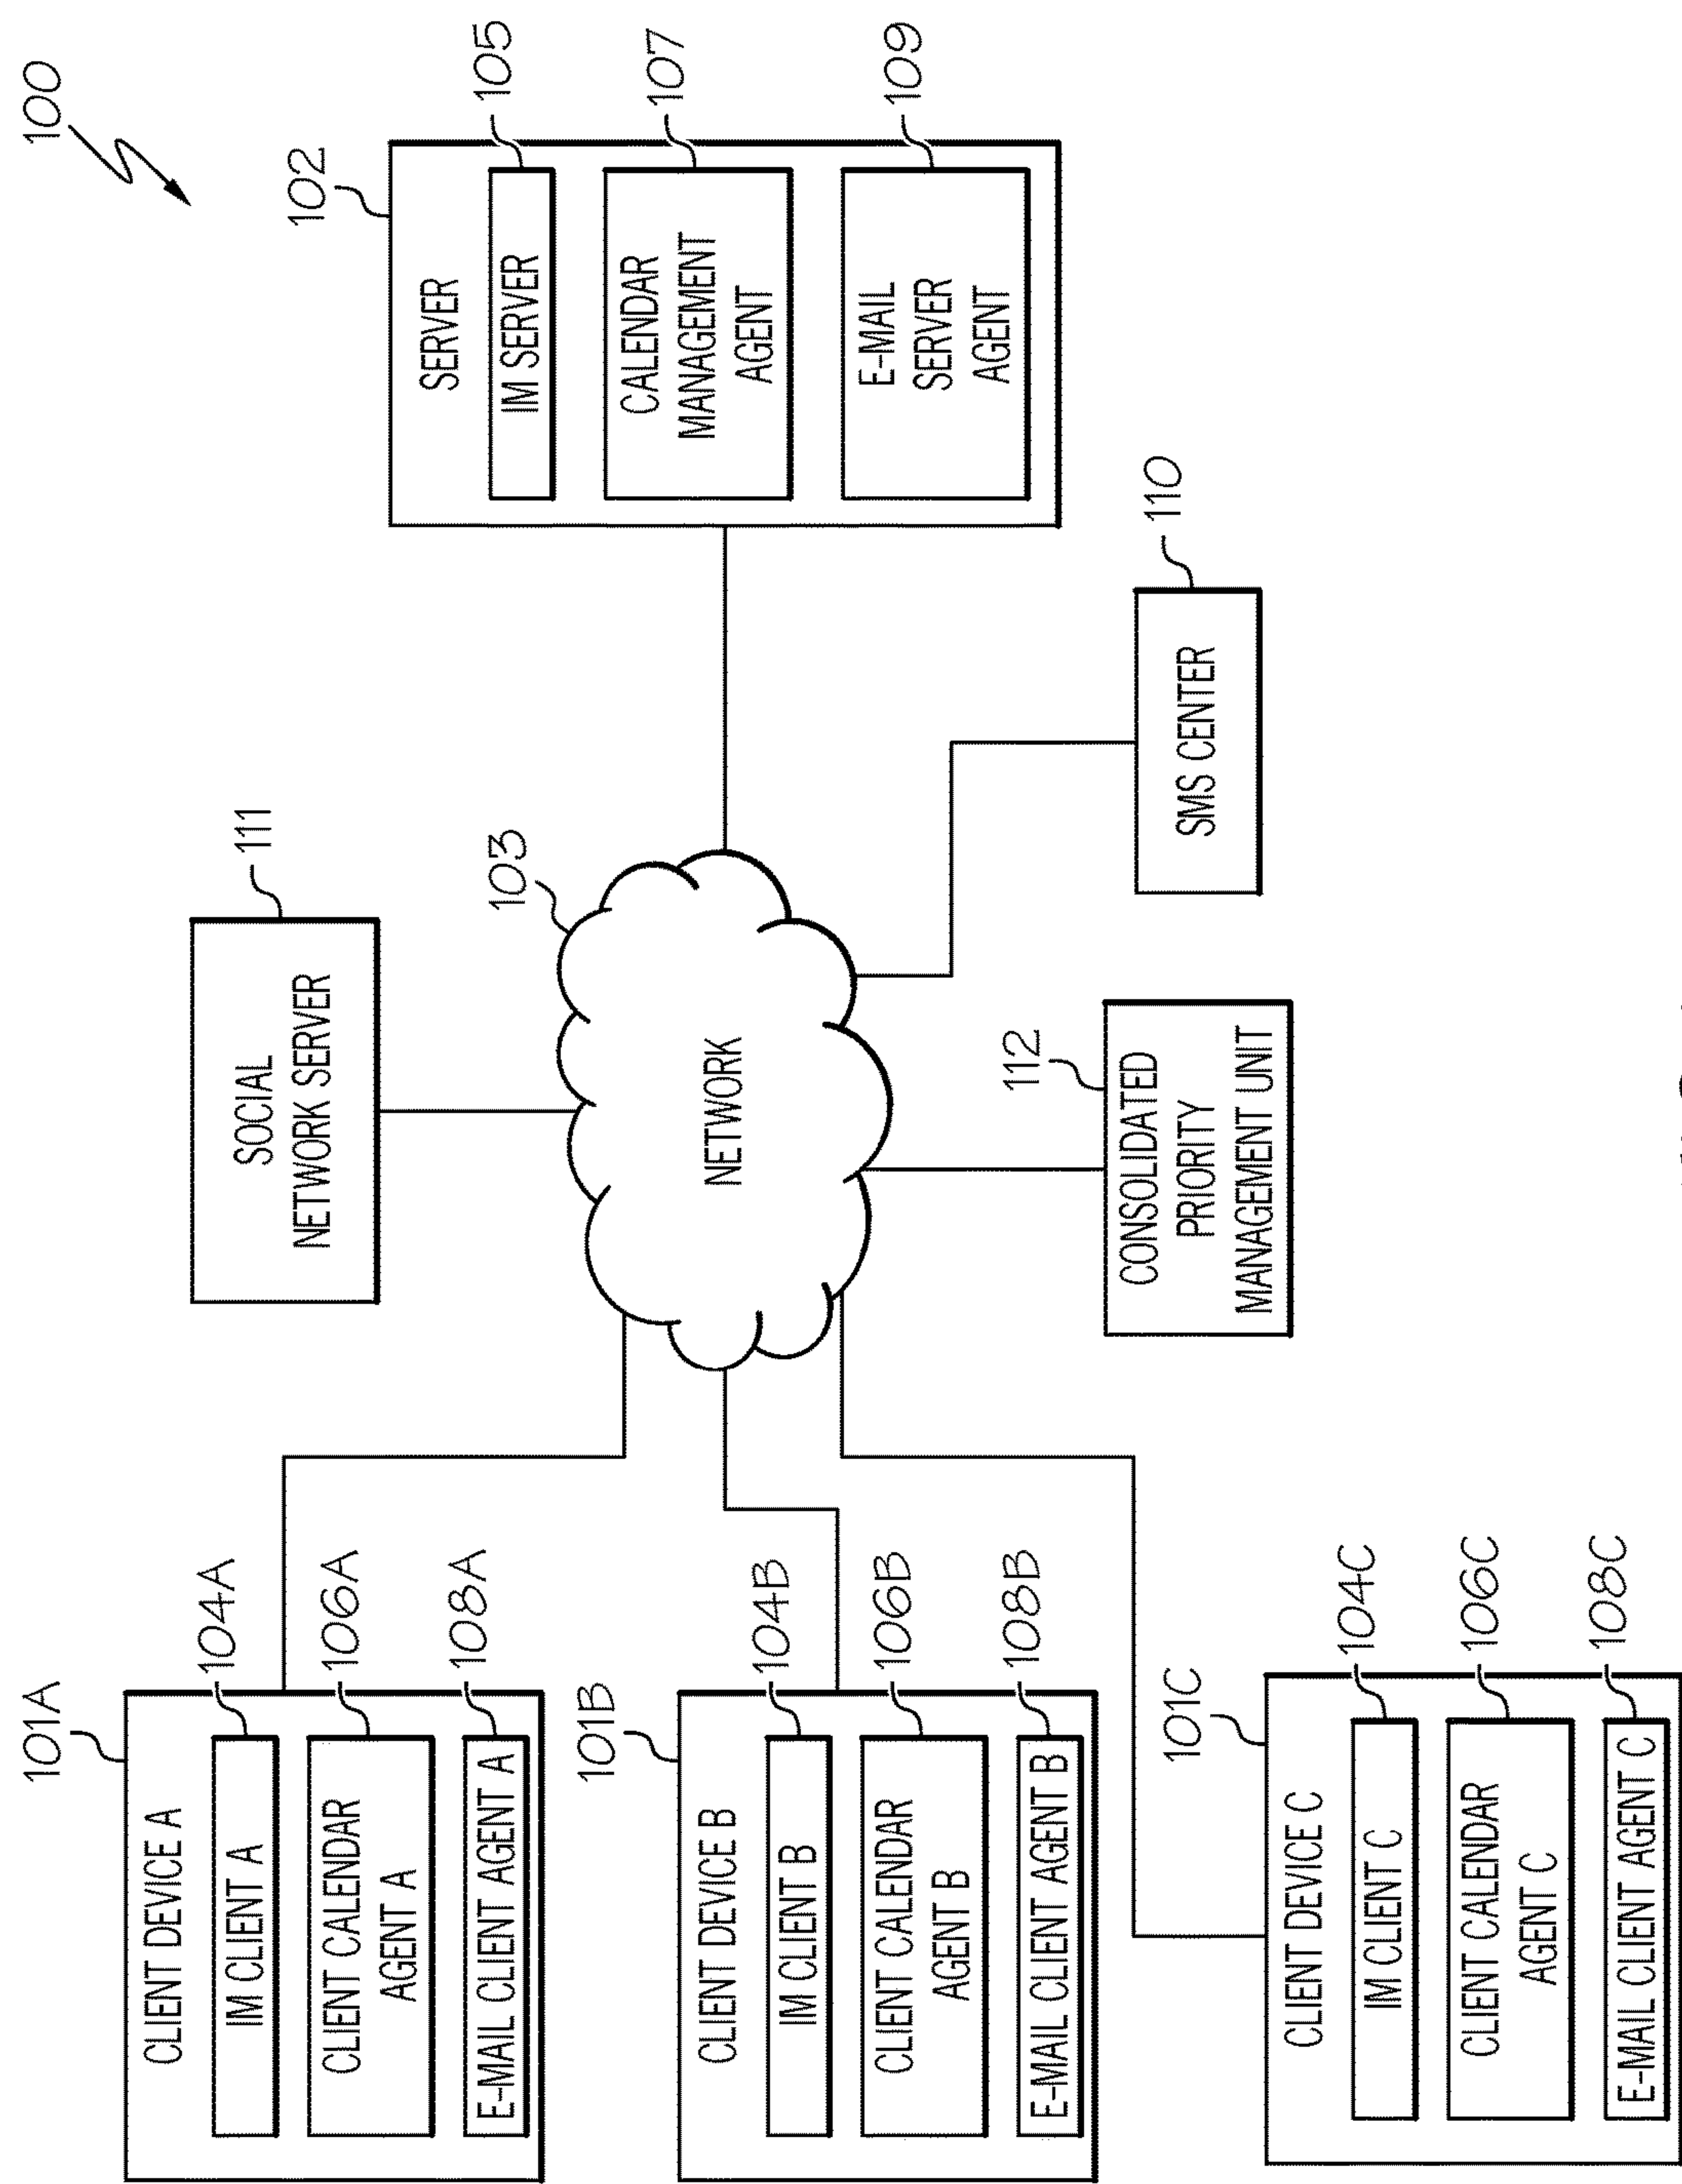 100
101A
CLIENT DEVICE A
104A
IM CLIENT A
106A
CLIENT CALENDAR
AGENT A
108A
E-MAIL CLIENT AGENT A
101B
CLIENT DEVICE B
104B
IM CLIENT B
106B
CLIENT CALENDAR
AGENT B
108B
E-MAIL CLIENT AGENT B
101C
CLIENT DEVICE C
104C
IM CLIENT C
106C
CLIENT CALENDAR
AGENT C
108C
E-MAIL CLIENT AGENT C
111
SOCIAL
NETWORK SERVER
103
NETWORK
112
CONSOLIDATED
PRIORITY
MANAGEMENT UNIT
102
SERVER
105
IM SERVER
107
CALENDAR
MANAGEMENT
AGENT
109
E-MAIL
SERVER
AGENT
110
SMS CENTER